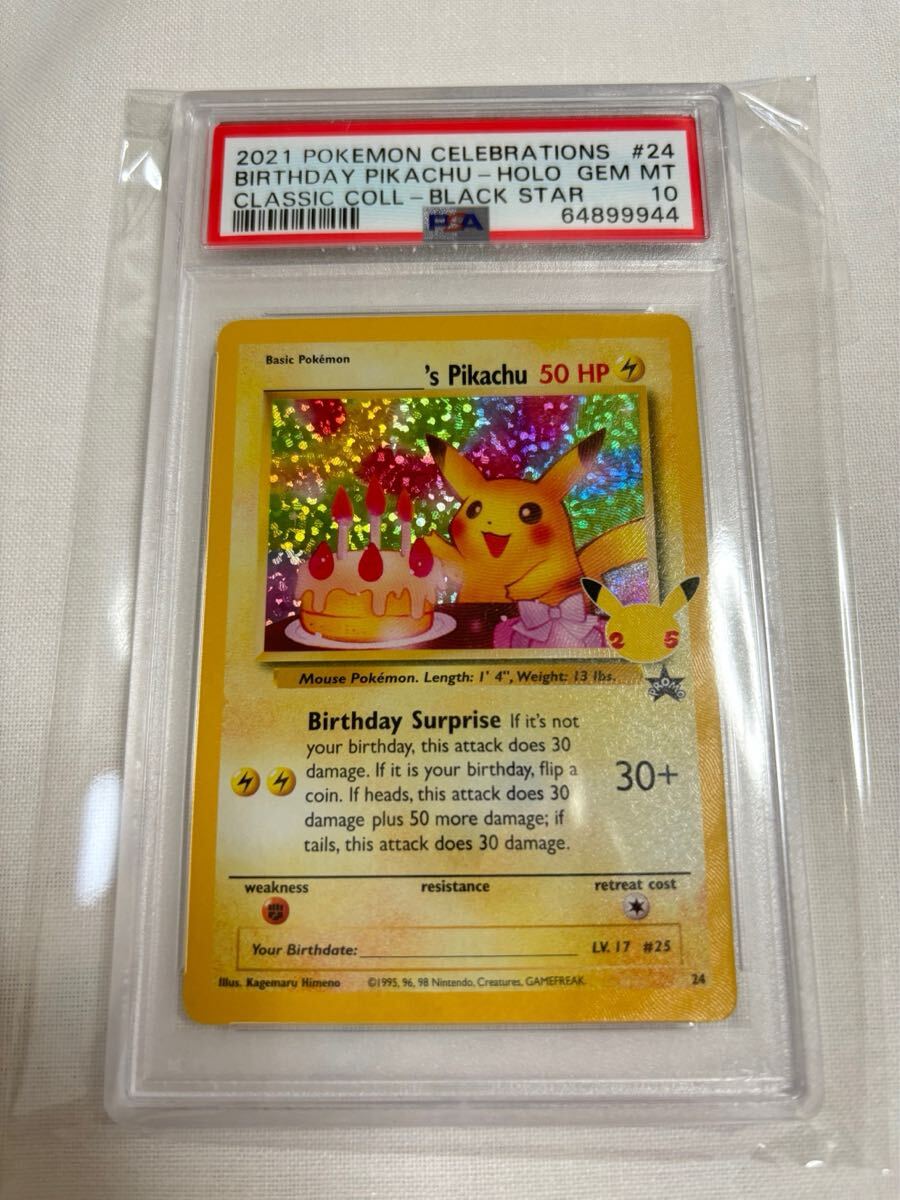 2021 POKEMON CELEBRATIONS #24
BIRTHDAY PIKACHU-HOLO GEM MT
CLASSIC COLL-BLACK STAR 10
PSA 64899944
Basic Pokémon
________'s Pikachu 50 HP
25
Mouse Pokémon. Length: 1' 4", Weight: 13 lbs.
PROMO
Birthday Surprise If it's not
your birthday, this attack does 30
damage. If it is your birthday, flip a
coin. If heads, this attack does 30
damage plus 50 more damage; if
tails, this attack does 30 damage.
30+
weakness resistance retreat cost
Your Birthdate:________ LV. 17 #25
Illus. Kagemaru Himeno ©1995, 96, 98 Nintendo, Creatures, GAMEFREAK. 24